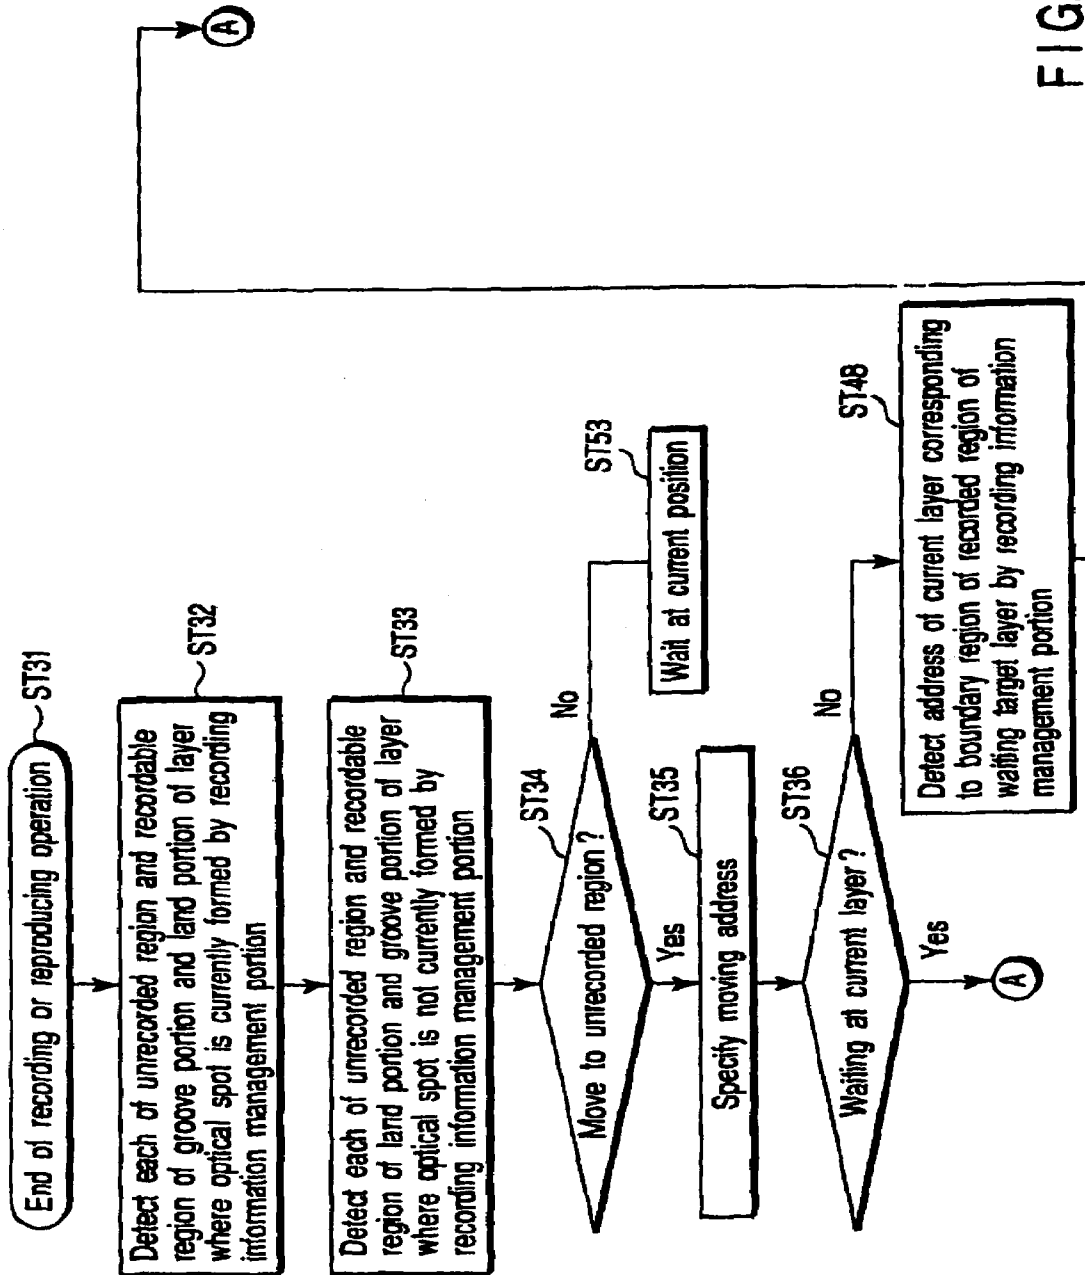 End of recording or reproducing operation
ST31
Detect each of unrecorded region and recordable
region of groove portion and land portion of layer
where optical spot is currently formed by recording
information management portion
ST32
Detect each of unrecorded region and recordable
region of land portion and groove portion of layer
where optical spot is not currently formed by
recording information management portion
ST33
Move to unrecorded region?
ST34
No
Yes
Wait at current position
ST53
Specify moving address
ST35
Waiting at current layer?
ST36
No
Yes
A
Detect address of current layer corresponding
to boundary region of recorded region of
waiting target layer by recording information
management portion
ST48
A
FIG